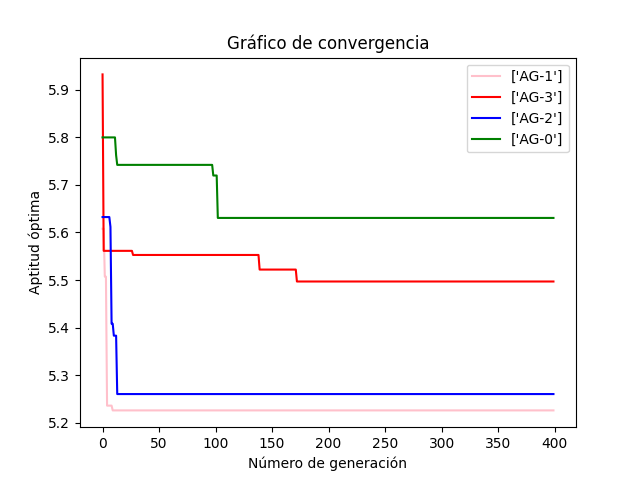 Gráfico de convergencia
['AG-1']
['AG-3']
['AG-2']
['AG-0']
Aptitud óptima
5.9
5.8
5.7
5.6
5.5
5.4
5.3
5.2
0 50 100 150 200 250 300 350 400
Número de generación